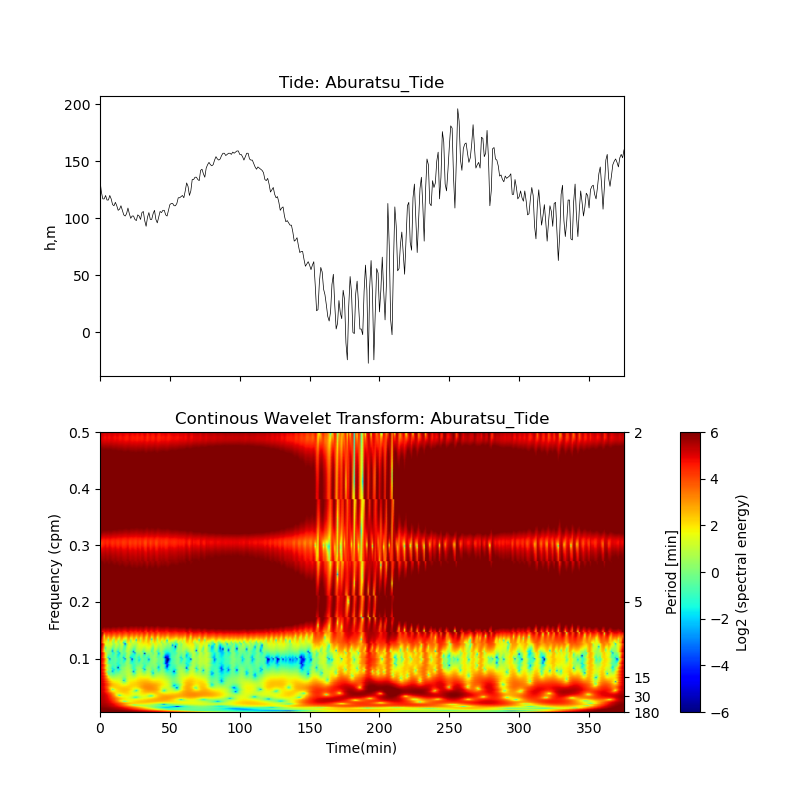 Tide: Aburatsu_Tide
200
150
100
50
0
h,m
Continous Wavelet Transform: Aburatsu_Tide
0.5
0.4
0.3
0.2
0.1
Frequency (cpm)
0 50 100 150 200 250 300 350
Time(min)
2
5
15
30
180
Period [min]
6
4
2
0
−2
−4
−6
Log2 (spectral energy)